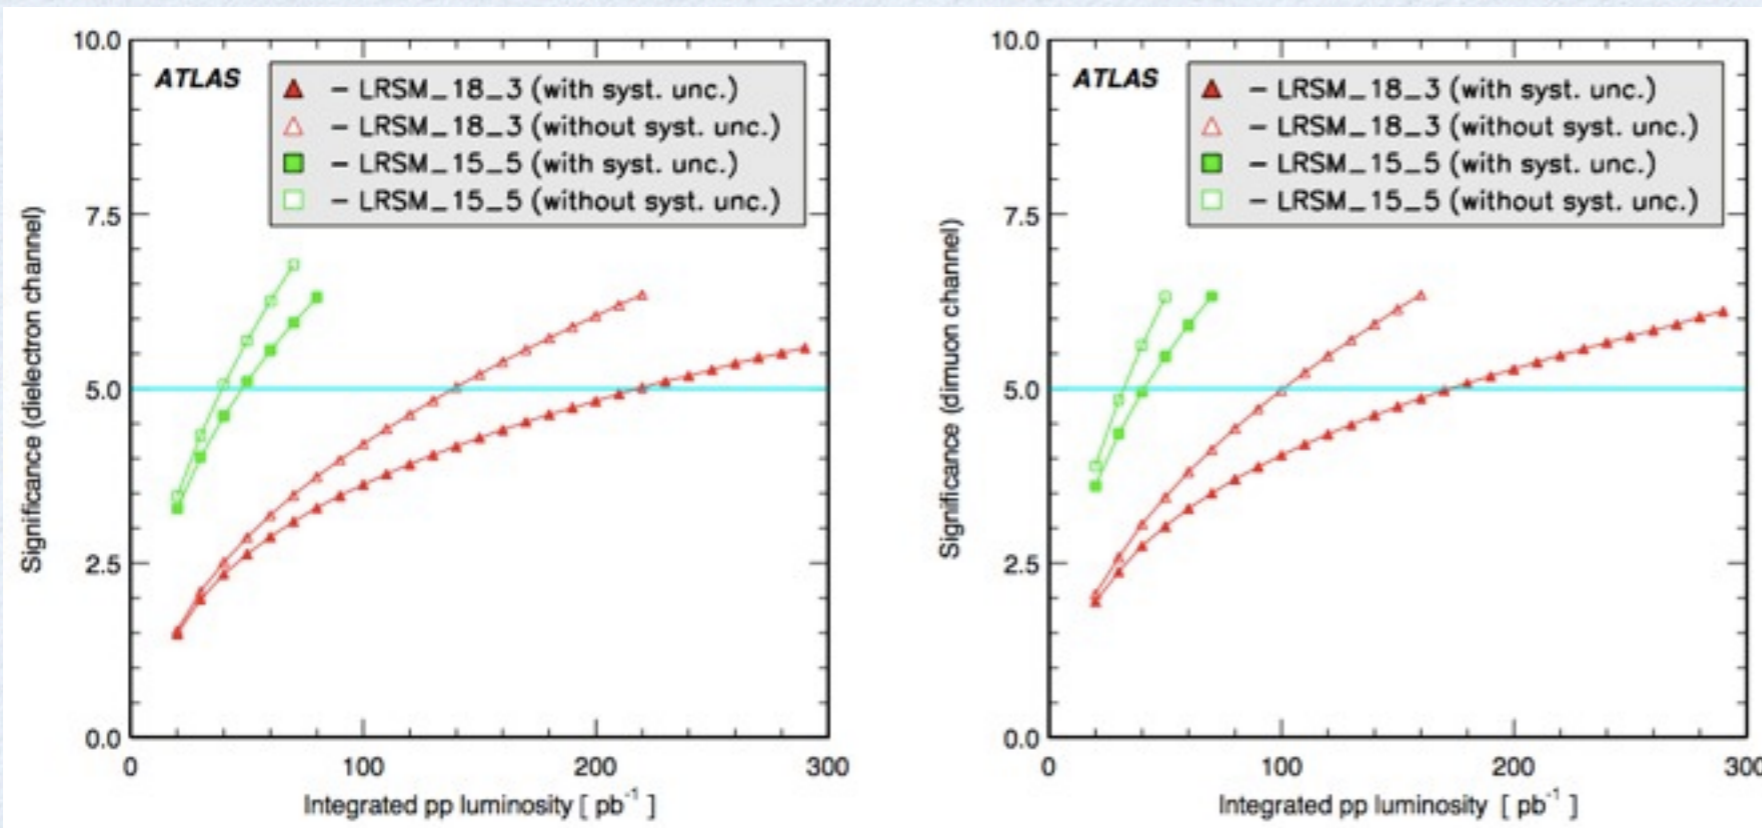 10.0
ATLAS
– LRSM_18_3 (with syst. unc.)
– LRSM_18_3 (without syst. unc.)
– LRSM_15_5 (with syst. unc.)
– LRSM_15_5 (without syst. unc.)
7.5
5.0
2.5
0.0
Significance (dielectron channel)
0 100 200 300
Integrated pp luminosity [ pb-1 ]
10.0
ATLAS
– LRSM_18_3 (with syst. unc.)
– LRSM_18_3 (without syst. unc.)
– LRSM_15_5 (with syst. unc.)
– LRSM_15_5 (without syst. unc.)
7.5
5.0
2.5
0.0
Significance (dimuon channel)
0 100 200 300
Integrated pp luminosity [ pb-1 ]